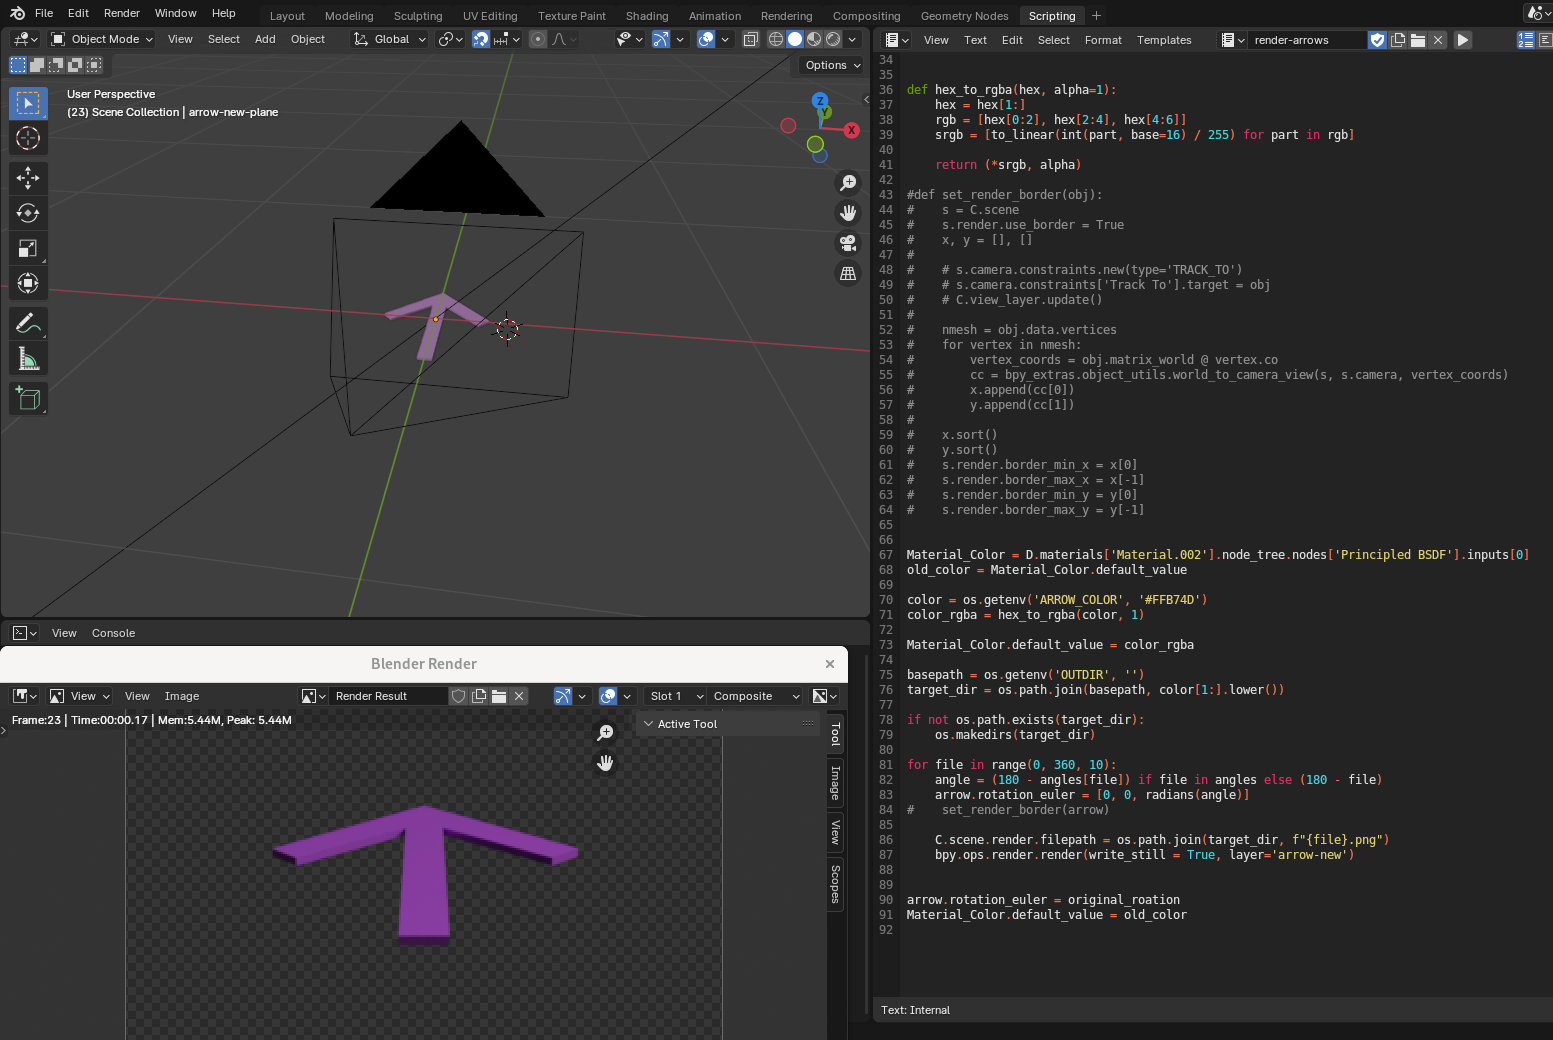 File Edit Render Window Help Layout Modeling Sculpting UV Editing Texture Paint Shading Animation Rendering Compositing Geometry Nodes Scripting +
Object Mode View Select Add Object Global
Options
User Perspective
(23) Scene Collection | arrow-new-plane
Z
Y
X
View Console
Blender Render ×
View View Image Render Result Slot 1 Composite
Frame:23 | Time:00:00.17 | Mem:5.44M, Peak: 5.44M
Active Tool
Tool
Image
View
Scopes
View Text Edit Select Format Templates render-arrows
34
35
36 def hex_to_rgba(hex, alpha=1):
37     hex = hex[1:]
38     rgb = [hex[0:2], hex[2:4], hex[4:6]]
39     srgb = [to_linear(int(part, base=16) / 255) for part in rgb]
40
41     return (*srgb, alpha)
42
43 #def set_render_border(obj):
44 #    s = C.scene
45 #    s.render.use_border = True
46 #    x, y = [], []
47 #
48 #    # s.camera.constraints.new(type='TRACK_TO')
49 #    # s.camera.constraints['Track To'].target = obj
50 #    # C.view_layer.update()
51 #
52 #    nmesh = obj.data.vertices
53 #    for vertex in nmesh:
54 #        vertex_coords = obj.matrix_world @ vertex.co
55 #        cc = bpy_extras.object_utils.world_to_camera_view(s, s.camera, vertex_coords)
56 #        x.append(cc[0])
57 #        y.append(cc[1])
58 #
59 #    x.sort()
60 #    y.sort()
61 #    s.render.border_min_x = x[0]
62 #    s.render.border_max_x = x[-1]
63 #    s.render.border_min_y = y[0]
64 #    s.render.border_max_y = y[-1]
65
66
67 Material_Color = D.materials['Material.002'].node_tree.nodes['Principled BSDF'].inputs[0]
68 old_color = Material_Color.default_value
69
70 color = os.getenv('ARROW_COLOR', '#FFB74D')
71 color_rgba = hex_to_rgba(color, 1)
72
73 Material_Color.default_value = color_rgba
74
75 basepath = os.getenv('OUTDIR', '')
76 target_dir = os.path.join(basepath, color[1:].lower())
77
78 if not os.path.exists(target_dir):
79     os.makedirs(target_dir)
80
81 for file in range(0, 360, 10):
82     angle = (180 - angles[file]) if file in angles else (180 - file)
83     arrow.rotation_euler = [0, 0, radians(angle)]
84 #    set_render_border(arrow)
85
86     C.scene.render.filepath = os.path.join(target_dir, f"{file}.png")
87     bpy.ops.render.render(write_still = True, layer='arrow-new')
88
89
90 arrow.rotation_euler = original_roation
91 Material_Color.default_value = old_color
92
Text: Internal